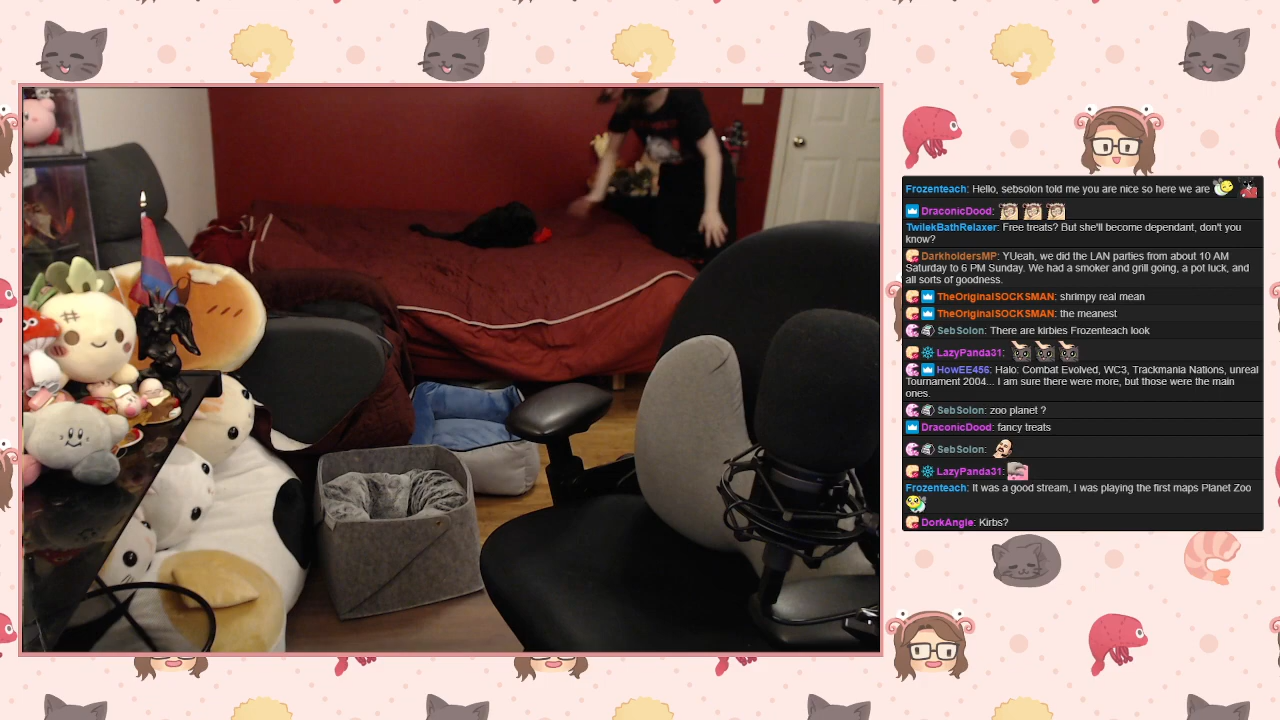 Frozenteach: Hello, sebsolon told me you are nice so here we are
DraconicDood:
TwilekBathRelaxer: Free treats? But she'll become dependant, don't you
know?
DarkholdersMP: YUeah, we did the LAN parties from about 10 AM
Saturday to 6 PM Sunday. We had a smoker and grill going, a pot luck, and
all sorts of goodness.
TheOriginalSOCKSMAN: shrimpy real mean
TheOriginalSOCKSMAN: the meanest
SebSolon: There are kirbies Frozenteach look
LazyPanda31:
HowEE456: Halo: Combat Evolved, WC3, Trackmania Nations, unreal
Tournament 2004... I am sure there were more, but those were the main
ones.
SebSolon: zoo planet ?
DraconicDood: fancy treats
SebSolon:
LazyPanda31:
Frozenteach: It was a good stream, I was playing the first maps Planet Zoo
DorkAngle: Kirbs?